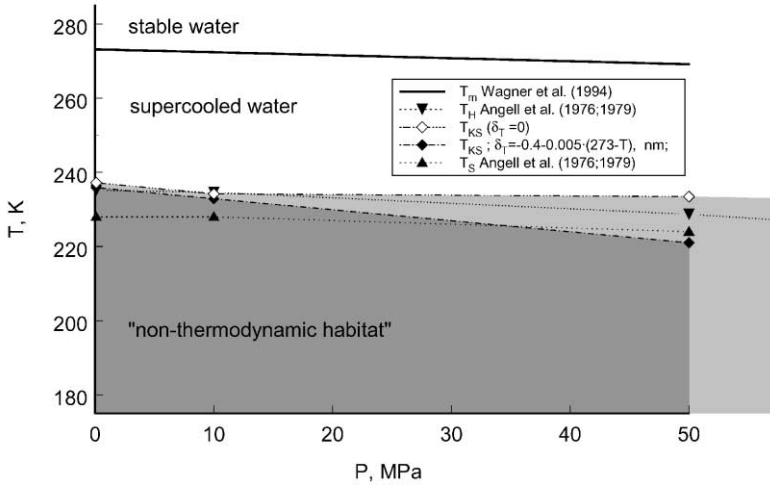 stable water
280
260
240
220
200
180
T, K
supercooled water
T_m Wagner et al. (1994)
T_H Angell et al. (1976;1979)
T_KS (δ_T =0)
T_KS ; δ_T=-0.4-0.005·(273-T), nm;
T_S Angell et al. (1976;1979)
"non-thermodynamic habitat"
0
10
20
30
40
50
P, MPa